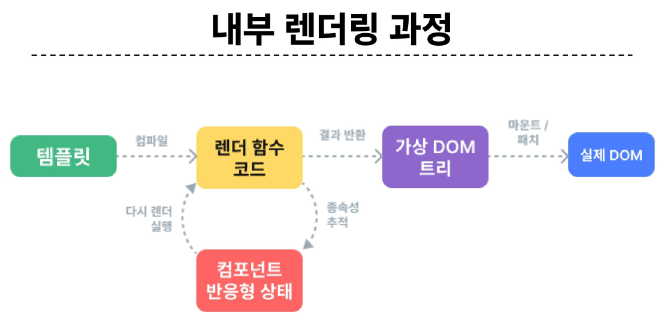 내부 렌더링 과정
템플릿
컴파일
렌더 함수
코드
결과 반환
가상 DOM
트리
마운트 /
패치
실제 DOM
다시 렌더
실행
종속성
추적
컴포넌트
반응형 상태